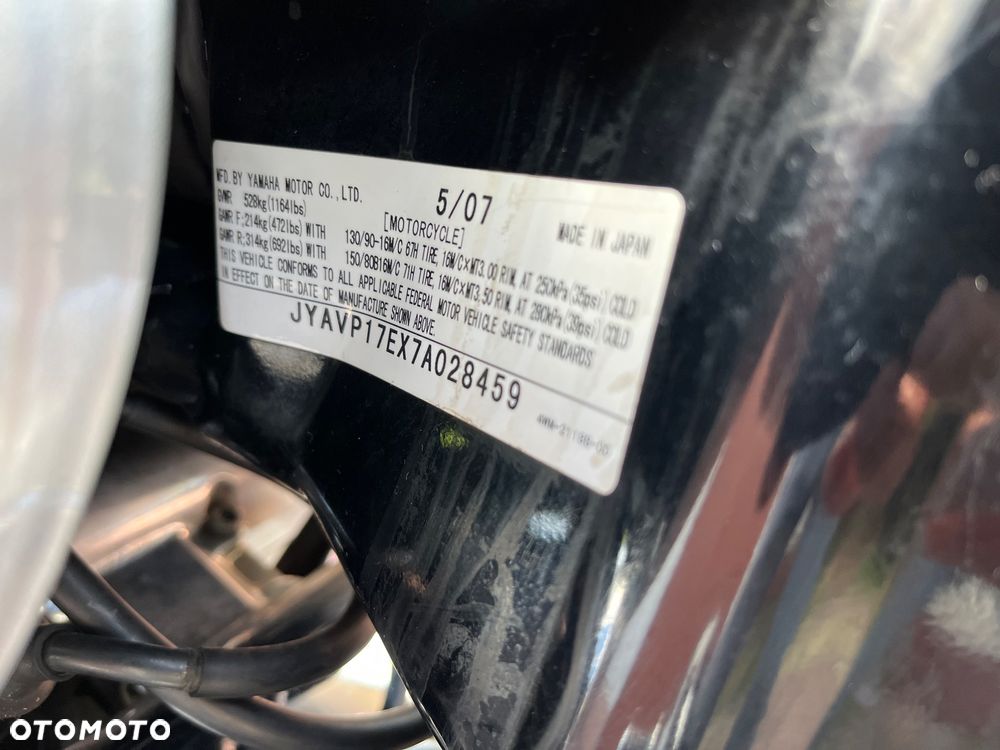 MFD. BY YAMAHA MOTOR CO., LTD. 5/07 MADE IN JAPAN
GVWR 528kg(1164lbs) [MOTORCYCLE]
GAWR F;214kg(472lbs) WITH 130/90-16M/C 67H TIRE, 16M/C×MT3.00 RIM, AT 250kPa(36psi) COLD
GAWR R;314kg(692lbs) WITH 150/80B16M/C 71H TIRE, 16M/C×MT3.50 RIM, AT 280kPa(39psi) COLD
THIS VEHICLE CONFORMS TO ALL APPLICABLE FEDERAL MOTOR VEHICLE SAFETY STANDARDS
IN EFFECT ON THE DATE OF MANUFACTURE SHOWN ABOVE.
JYAVP17EX7A028459
OTOMOTO